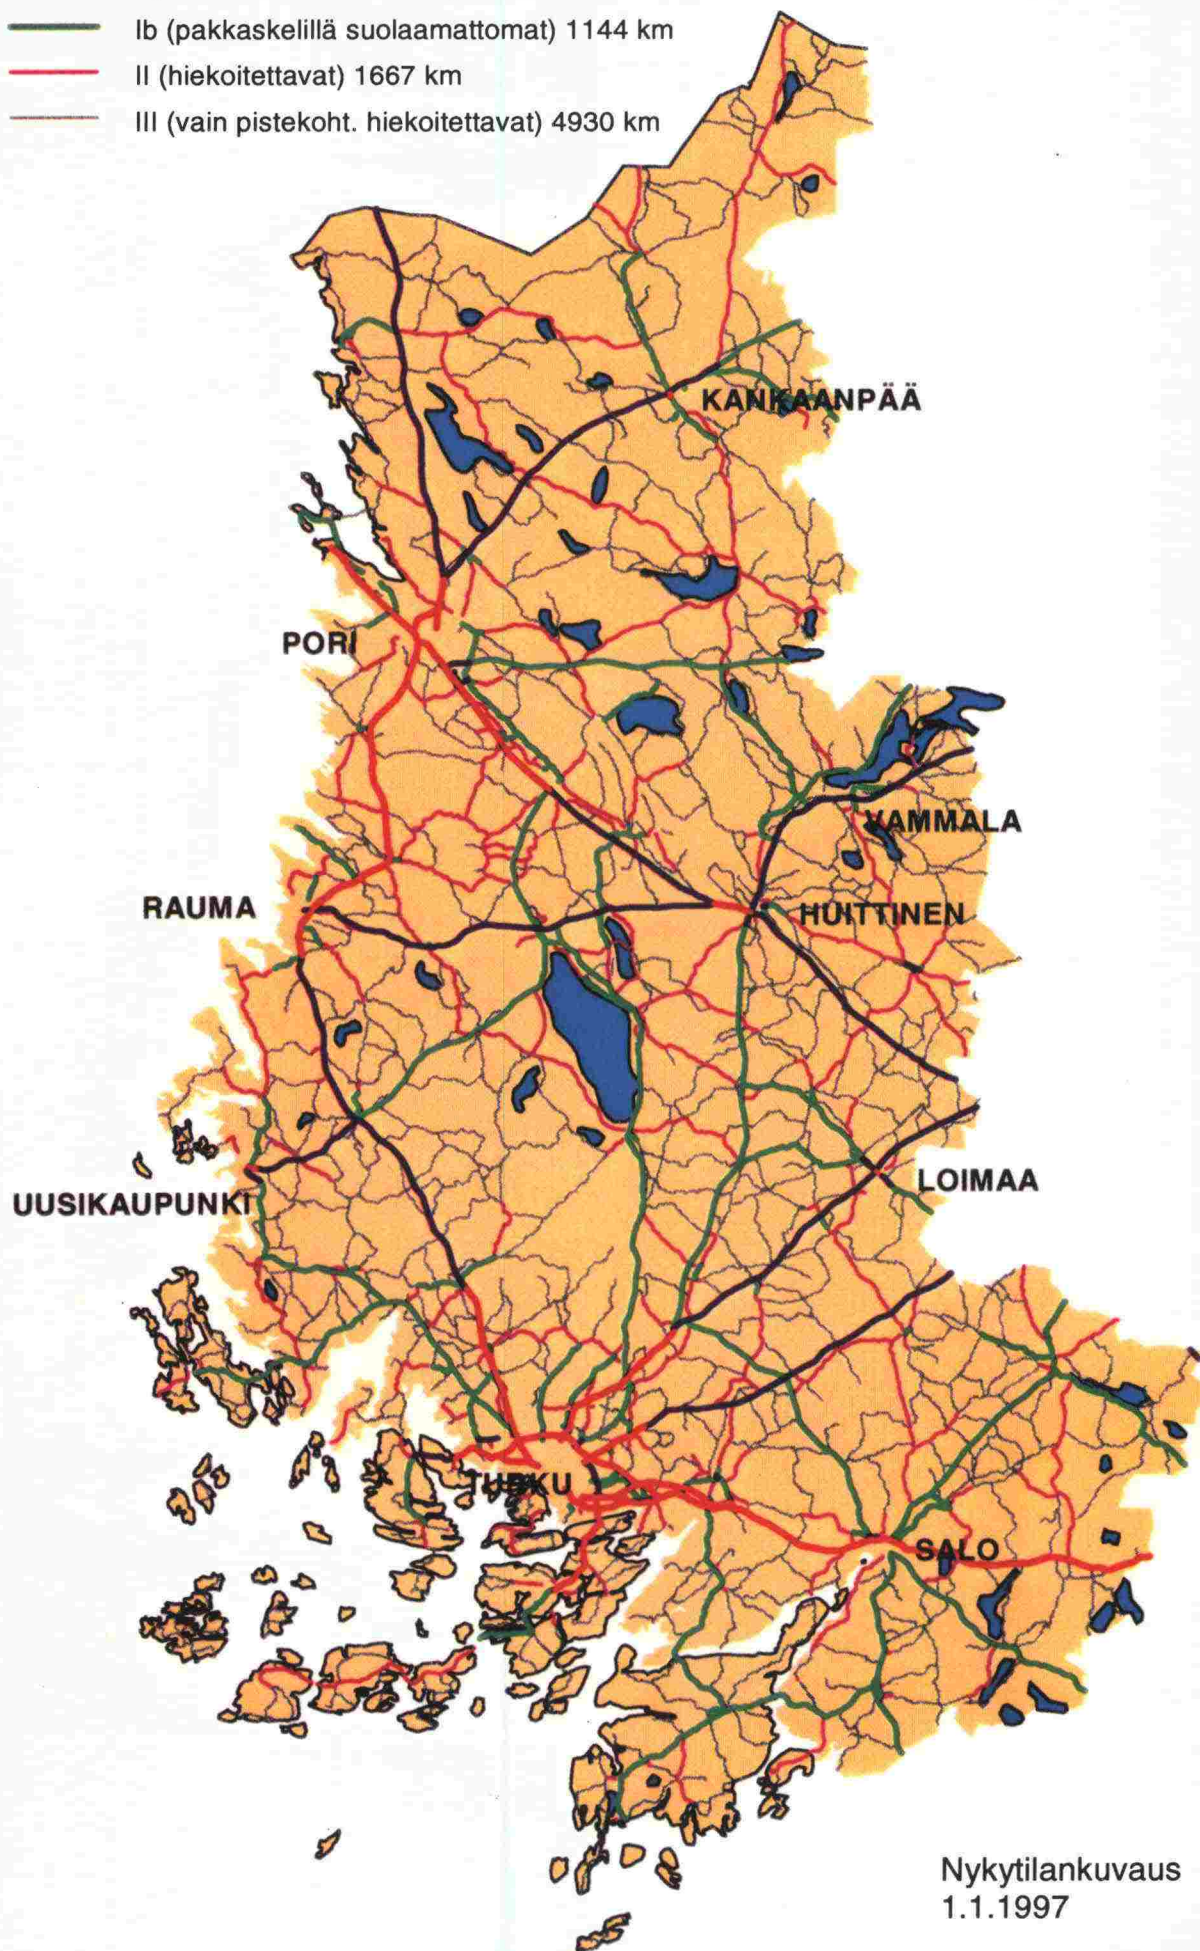 Ib (pakkaskelillä suolaamattomat) 1144 km
II (hiekoitettavat) 1667 km
III (vain pistekoht. hiekoitettavat) 4930 km
KANKAANPÄÄ
PORI
VAMMALA
RAUMA
HUITTINEN
LOIMAA
UUSIKAUPUNKI
TURKU
SALO
Nykytilankuvaus
1.1.1997